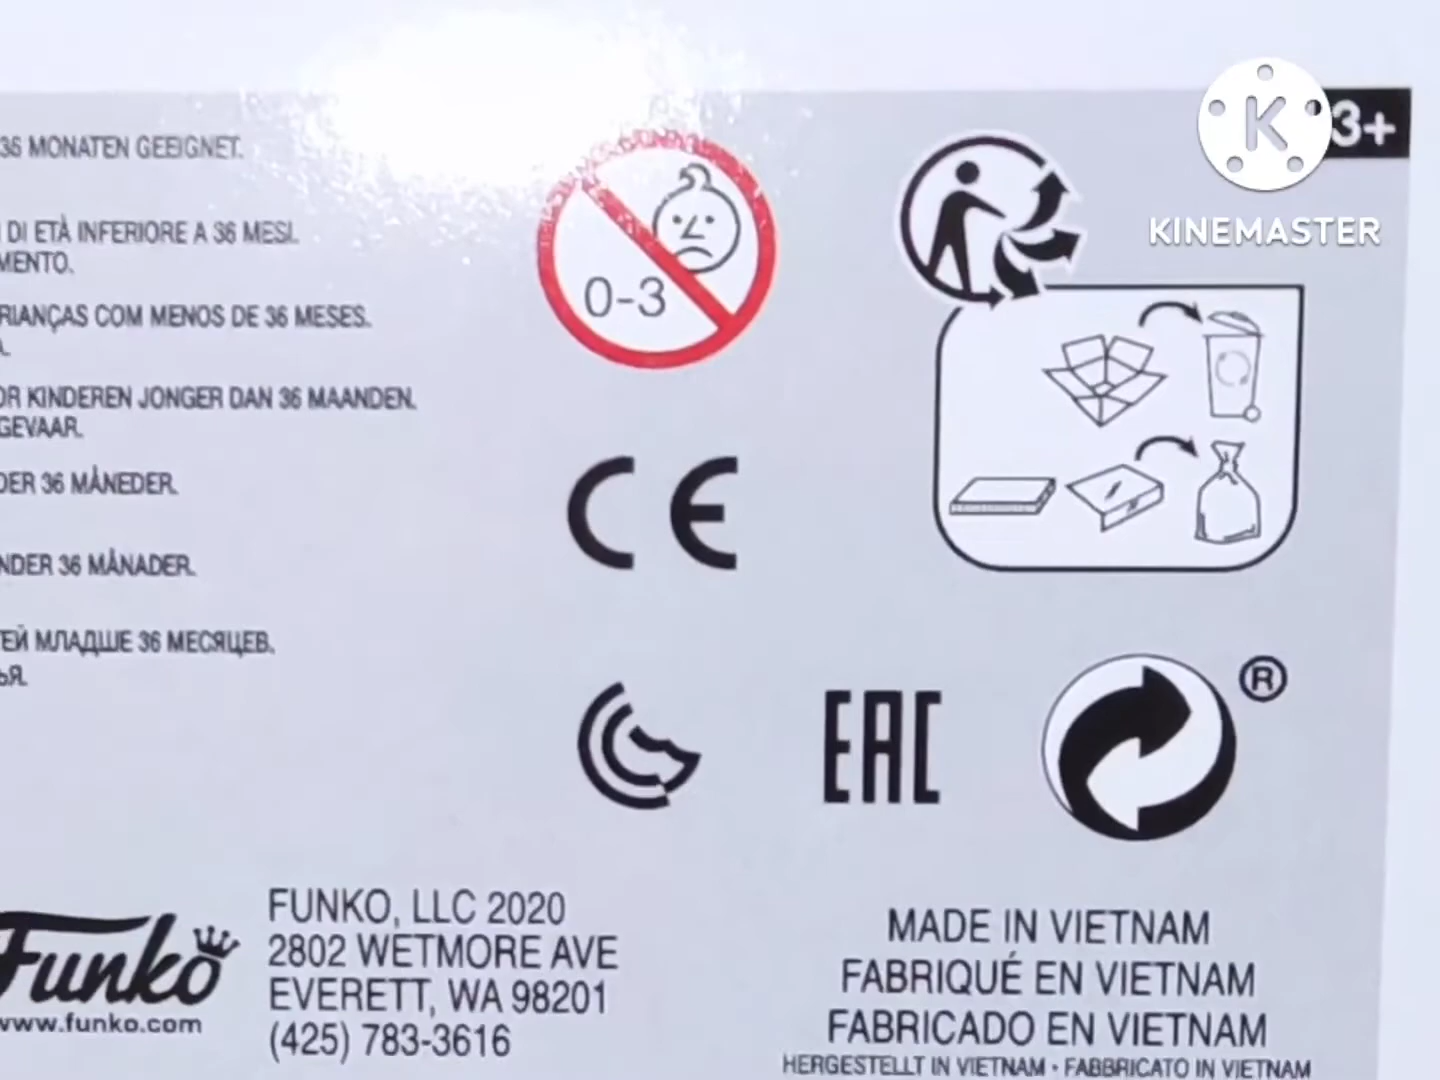 36 MONATEN GEEIGNET.
DI ETÀ INFERIORE A 36 MESI.
MENTO.
RIANÇAS COM MENOS DE 36 MESES.
OR KINDEREN JONGER DAN 36 MAANDEN.
GEVAAR.
DER 36 MÅNEDER.
NDER 36 MÅNADER.
ТЕЙ МЛАДШЕ 36 МЕСЯЦЕВ.
ЬЯ.
0-3
CE
EAC
®
3+
K
KINEMASTER
Funko
www.funko.com
FUNKO, LLC 2020
2802 WETMORE AVE
EVERETT, WA 98201
(425) 783-3616
MADE IN VIETNAM
FABRIQUÉ EN VIETNAM
FABRICADO EN VIETNAM
HERGESTELLT IN VIETNAM • FABBRICATO IN VIETNAM